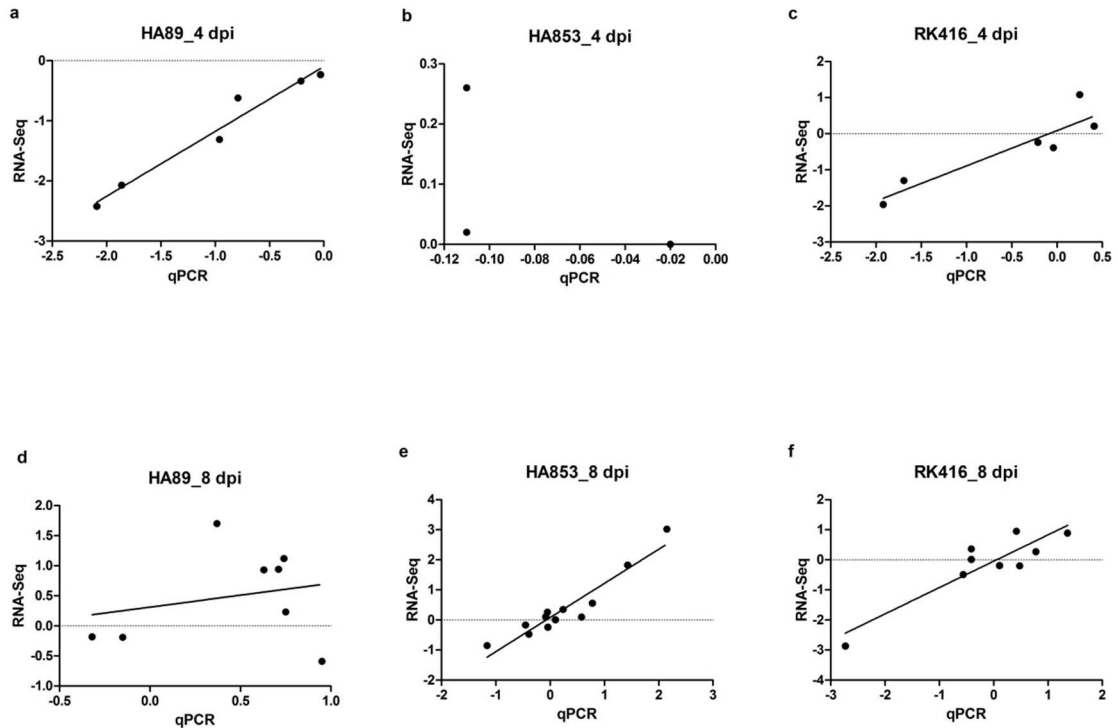 a
HA89_4 dpi
0
-1
-2
-3
RNA-Seq
-2.5 -2.0 -1.5 -1.0 -0.5 0.0
qPCR
b
HA853_4 dpi
0.3
0.2
0.1
0.0
RNA-Seq
-0.12 -0.10 -0.08 -0.06 -0.04 -0.02 0.00
qPCR
c
RK416_4 dpi
2
1
0
-1
-2
-3
RNA-Seq
-2.5 -2.0 -1.5 -1.0 -0.5 0.0 0.5
qPCR
d
HA89_8 dpi
2.0
1.5
1.0
0.5
0.0
-0.5
-1.0
RNA-Seq
-0.5 0.0 0.5 1.0
qPCR
e
HA853_8 dpi
4
3
2
1
0
-1
-2
RNA-Seq
-2 -1 0 1 2 3
qPCR
f
RK416_8 dpi
2
1
0
-1
-2
-3
-4
RNA-Seq
-3 -2 -1 0 1 2
qPCR